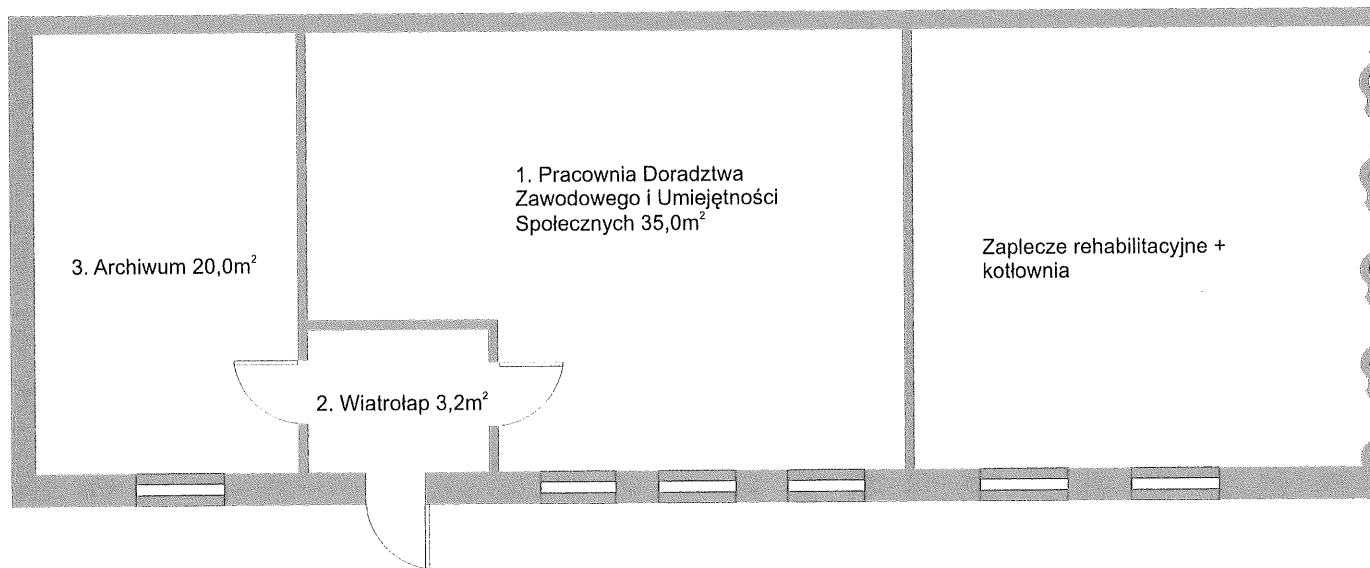 1. Pracownia Doradztwa
Zawodowego i Umiejętności
Społecznych 35,0m²
3. Archiwum 20,0m²
Zaplecze rehabilitacyjne +
kotłownia
2. Wiatrołap 3,2m²